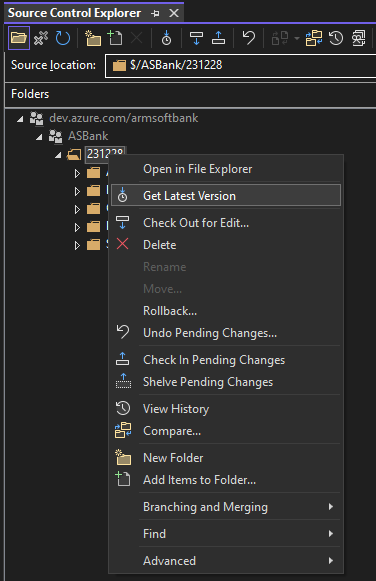 Source Control Explorer
Source location:
$/ASBank/231228
Folders
dev.azure.com/armsoftbank
ASBank
231228
Open in File Explorer
Get Latest Version
Check Out for Edit...
Delete
Rename
Move...
Rollback...
Undo Pending Changes...
Check In Pending Changes
Shelve Pending Changes
View History
Compare...
New Folder
Add Items to Folder...
Branching and Merging
Find
Advanced